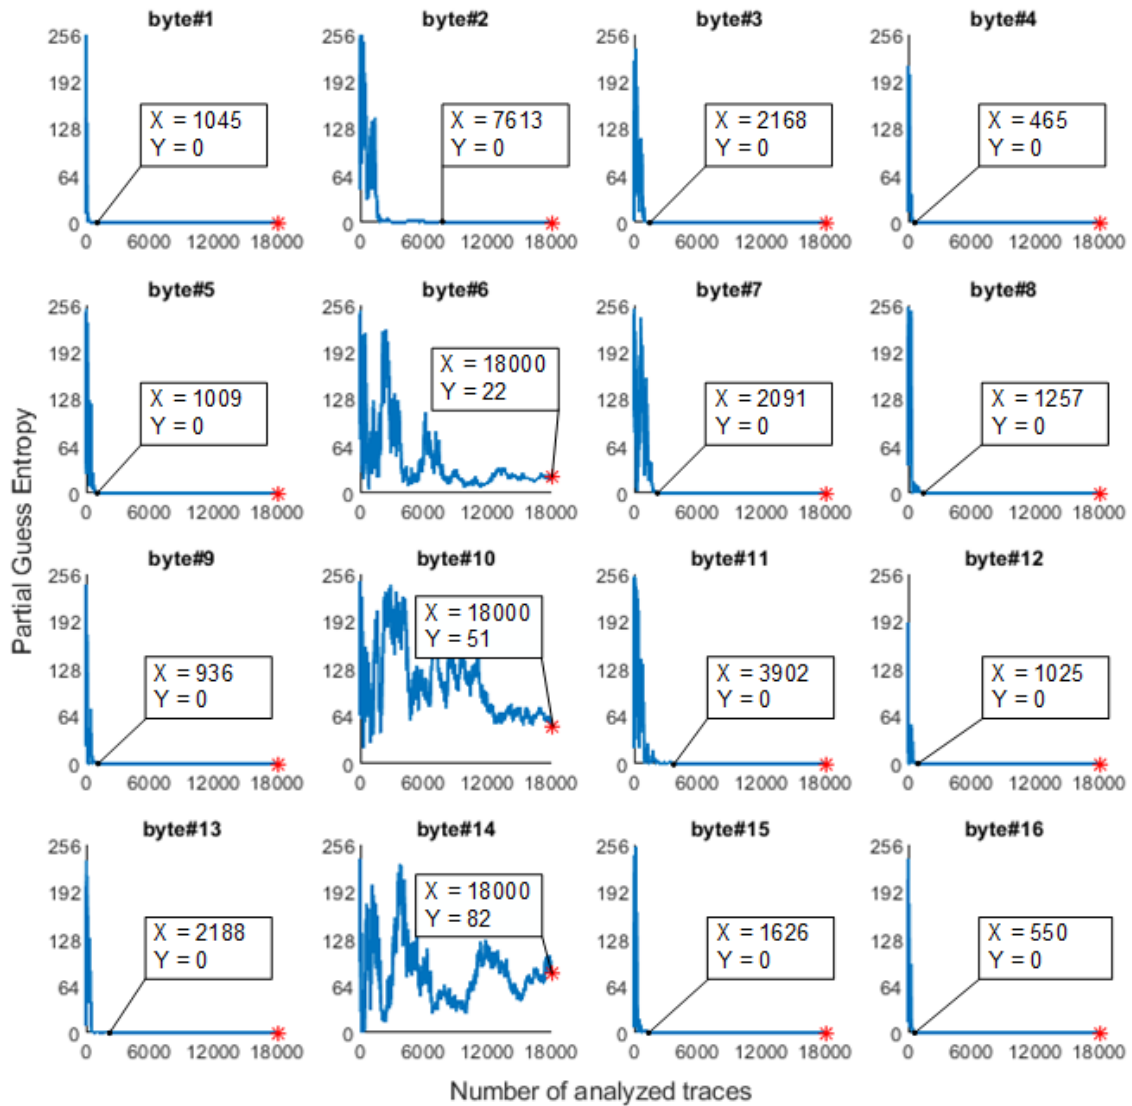 byte#1 byte#2 byte#3 byte#4
256 256 256 256
192 192 192 192
X = 1045 X = 7613 X = 2168 X = 465
128 128 128 128
Y = 0 Y = 0 Y = 0 Y = 0
64 64 64 64
0 0 0 0
0 6000 12000 18000 0 6000 12000 18000 0 6000 12000 18000 0 6000 12000 18000
byte#5 byte#6 byte#7 byte#8
256 256 256 256
192 192 192 192
X = 18000
Y = 22
X = 1009 X = 2091 X = 1257
128 128 128 128
Y = 0 Y = 0 Y = 0
64 64 64 64
0 0 0 0
0 6000 12000 18000 0 6000 12000 18000 0 6000 12000 18000 0 6000 12000 18000
Partial Guess Entropy
byte#9 byte#10 byte#11 byte#12
256 256 256 256
X = 18000
192 192 192 192
Y = 51
128 128 128 128
X = 936 X = 3902 X = 1025
Y = 0 Y = 0 Y = 0
64 64 64 64
0 0 0 0
0 6000 12000 18000 0 6000 12000 18000 0 6000 12000 18000 0 6000 12000 18000
byte#13 byte#14 byte#15 byte#16
256 256 256 256
192 192 192 192
X = 18000
Y = 82
X = 2188 X = 1626 X = 550
128 128 128 128
Y = 0 Y = 0 Y = 0
64 64 64 64
0 0 0 0
0 6000 12000 18000 0 6000 12000 18000 0 6000 12000 18000 0 6000 12000 18000
Number of analyzed traces